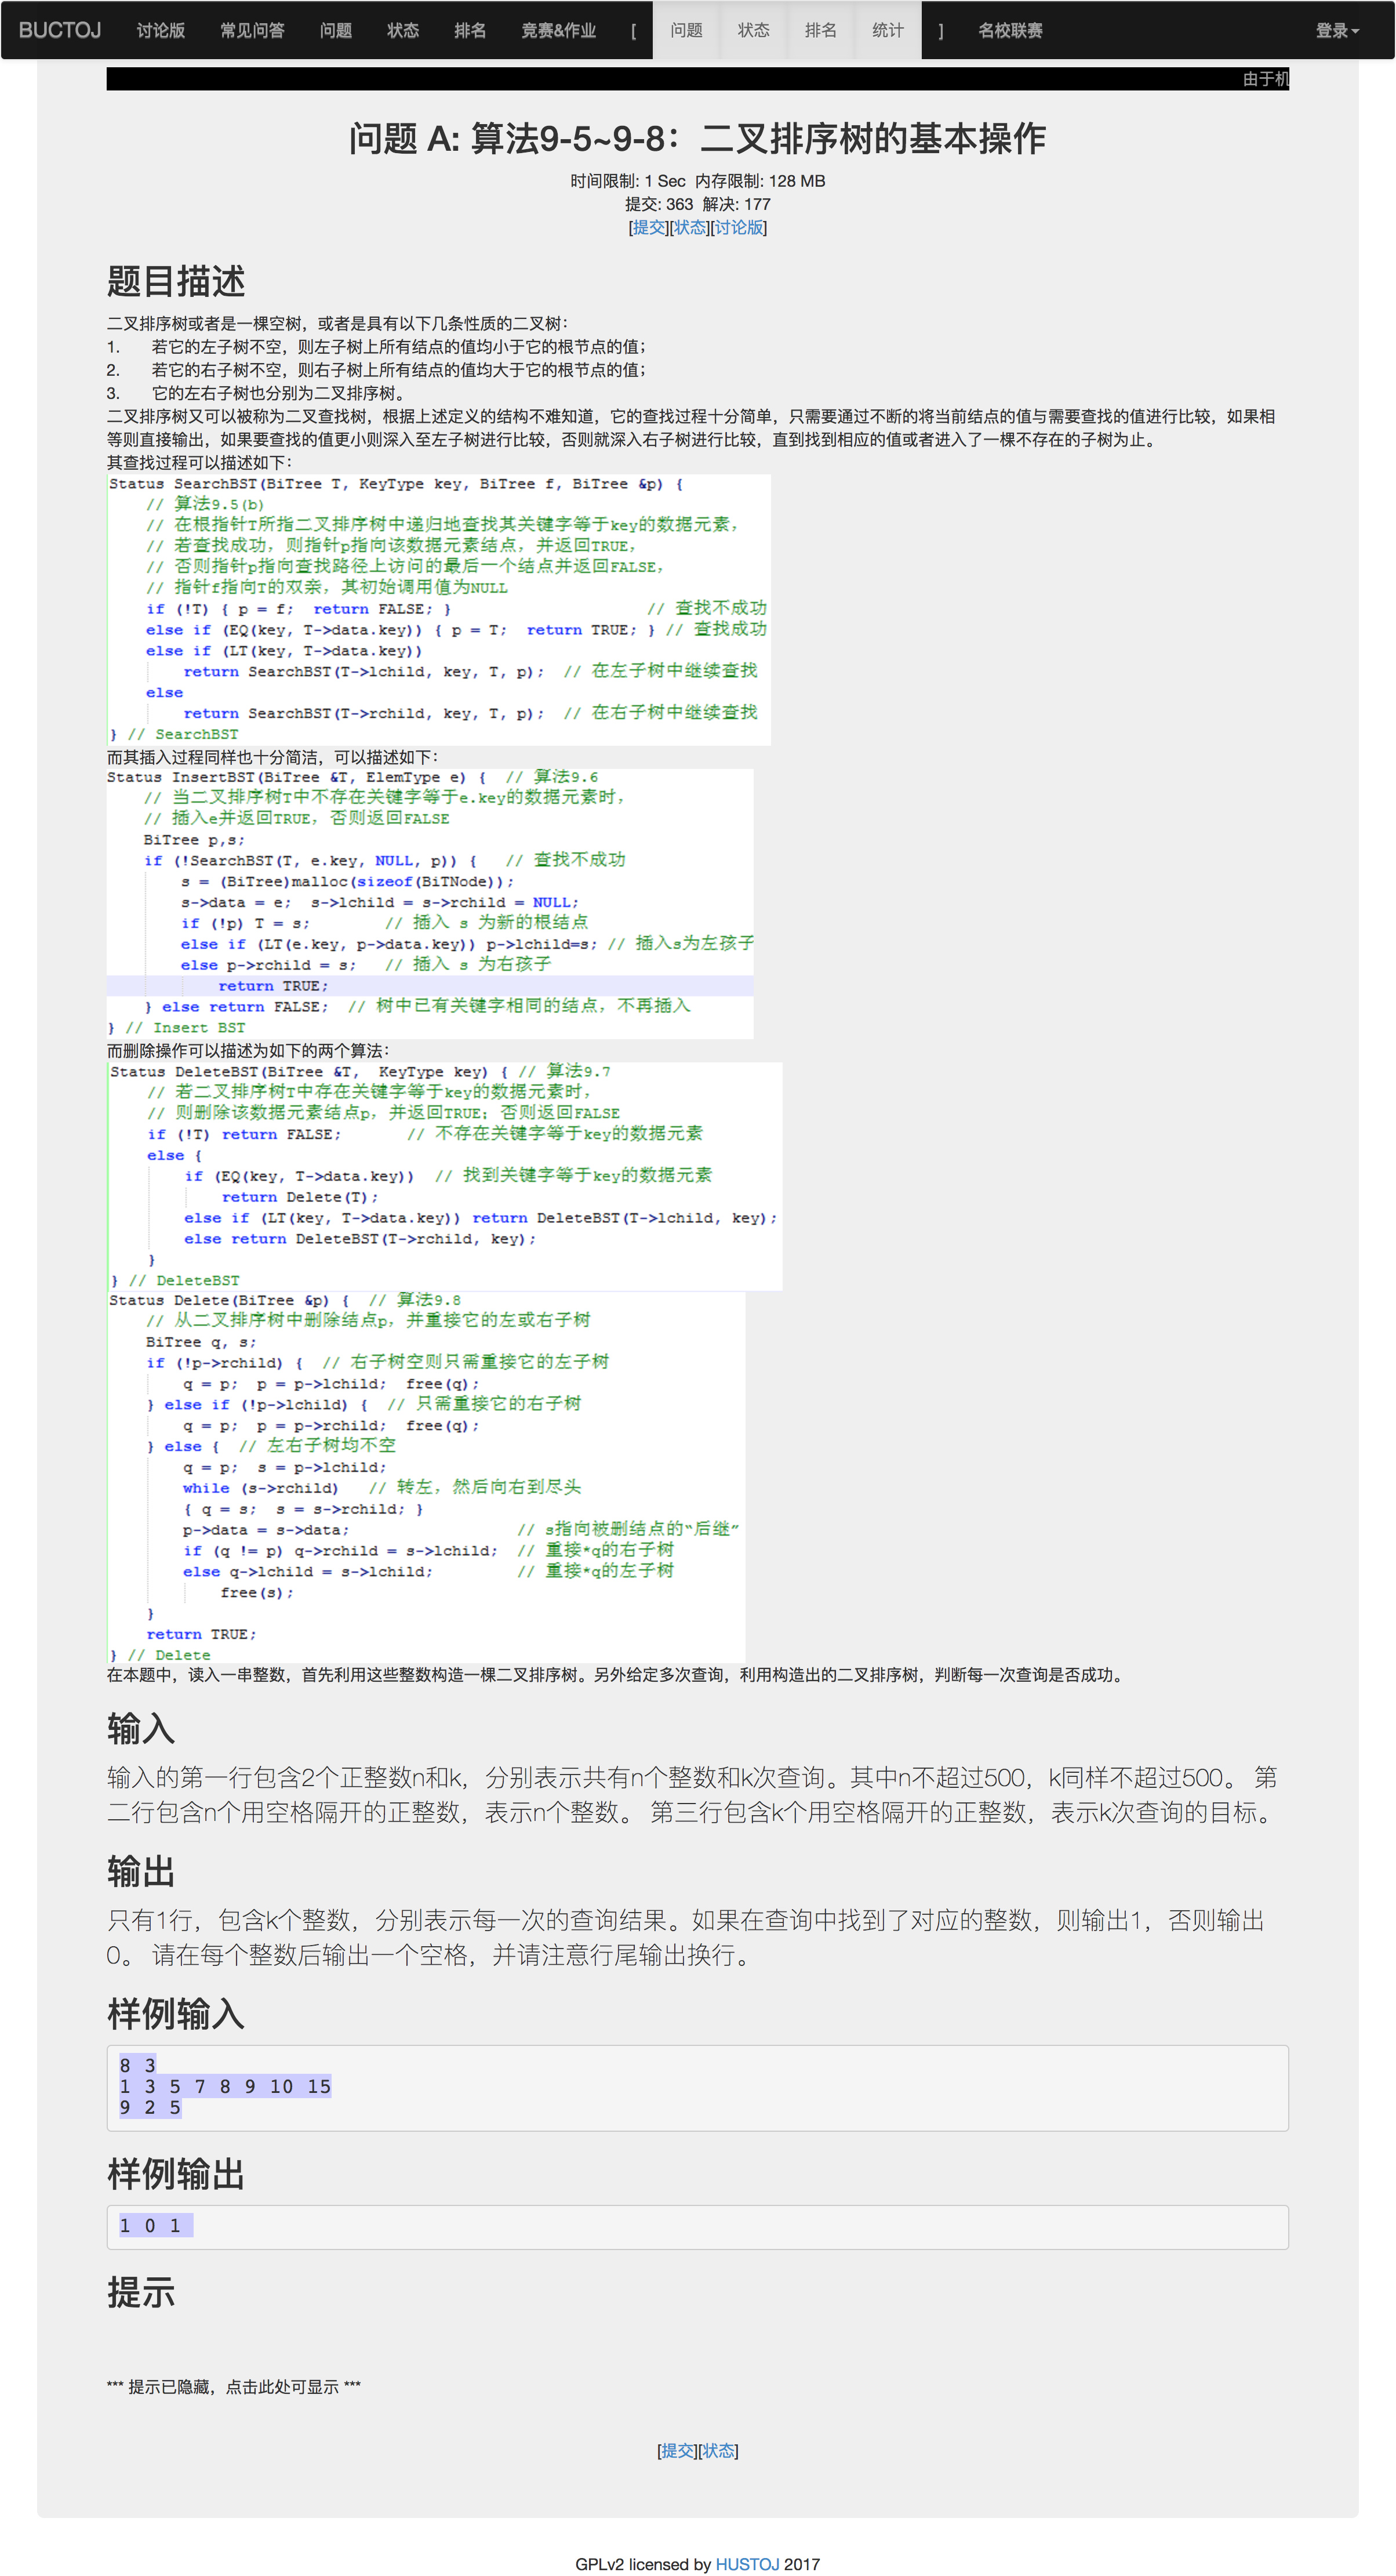 BUCTOJ 讨论版 常见问答 问题 状态 排名 竞赛&作业 [ 问题 状态 排名 统计 ] 名校联赛 登录
由于机
问题 A: 算法9-5~9-8：二叉排序树的基本操作
时间限制: 1 Sec 内存限制: 128 MB
提交: 363 解决: 177
[提交][状态][讨论版]
题目描述
二叉排序树或者是一棵空树，或者是具有以下几条性质的二叉树：
1. 若它的左子树不空，则左子树上所有结点的值均小于它的根节点的值；
2. 若它的右子树不空，则右子树上所有结点的值均大于它的根节点的值；
3. 它的左右子树也分别为二叉排序树。
二叉排序树又可以被称为二叉查找树，根据上述定义的结构不难知道，它的查找过程十分简单，只需要通过不断的将当前结点的值与需要查找的值进行比较，如果相
等则直接输出，如果要查找的值更小则深入至左子树进行比较，否则就深入右子树进行比较，直到找到相应的值或者进入了一棵不存在的子树为止。
其查找过程可以描述如下：
Status SearchBST(BiTree T, KeyType key, BiTree f, BiTree &p) {
// 算法9.5(b)
// 在根指针T所指二叉排序树中递归地查找其关键字等于key的数据元素，
// 若查找成功，则指针p指向该数据元素结点，并返回TRUE，
// 否则指针p指向查找路径上访问的最后一个结点并返回FALSE，
// 指针f指向T的双亲，其初始调用值为NULL
if (!T) { p = f; return FALSE; } // 查找不成功
else if (EQ(key, T->data.key)) { p = T; return TRUE; } // 查找成功
else if (LT(key, T->data.key))
return SearchBST(T->lchild, key, T, p); // 在左子树中继续查找
else
return SearchBST(T->rchild, key, T, p); // 在右子树中继续查找
} // SearchBST
而其插入过程同样也十分简洁，可以描述如下：
Status InsertBST(BiTree &T, ElemType e) { // 算法9.6
// 当二叉排序树T中不存在关键字等于e.key的数据元素时，
// 插入e并返回TRUE，否则返回FALSE
BiTree p,s;
if (!SearchBST(T, e.key, NULL, p)) { // 查找不成功
s = (BiTree)malloc(sizeof(BiTNode));
s->data = e; s->lchild = s->rchild = NULL;
if (!p) T = s; // 插入 s 为新的根结点
else if (LT(e.key, p->data.key)) p->lchild=s; // 插入s为左孩子
else p->rchild = s; // 插入 s 为右孩子
return TRUE;
} else return FALSE; // 树中已有关键字相同的结点，不再插入
} // Insert BST
而删除操作可以描述为如下的两个算法：
Status DeleteBST(BiTree &T, KeyType key) { // 算法9.7
// 若二叉排序树T中存在关键字等于key的数据元素时，
// 则删除该数据元素结点p，并返回TRUE；否则返回FALSE
if (!T) return FALSE; // 不存在关键字等于key的数据元素
else {
if (EQ(key, T->data.key)) // 找到关键字等于key的数据元素
return Delete(T);
else if (LT(key, T->data.key)) return DeleteBST(T->lchild, key);
else return DeleteBST(T->rchild, key);
}
} // DeleteBST
Status Delete(BiTree &p) { // 算法9.8
// 从二叉排序树中删除结点p，并重接它的左或右子树
BiTree q, s;
if (!p->rchild) { // 右子树空则只需重接它的左子树
q = p; p = p->lchild; free(q);
} else if (!p->lchild) { // 只需重接它的右子树
q = p; p = p->rchild; free(q);
} else { // 左右子树均不空
q = p; s = p->lchild;
while (s->rchild) // 转左，然后向右到尽头
{ q = s; s = s->rchild; }
p->data = s->data; // s指向被删结点的“后继”
if (q != p) q->rchild = s->lchild; // 重接*q的右子树
else q->lchild = s->lchild; // 重接*q的左子树
free(s);
}
return TRUE;
} // Delete
在本题中，读入一串整数，首先利用这些整数构造一棵二叉排序树。另外给定多次查询，利用构造出的二叉排序树，判断每一次查询是否成功。
输入
输入的第一行包含2个正整数n和k，分别表示共有n个整数和k次查询。其中n不超过500，k同样不超过500。 第
二行包含n个用空格隔开的正整数，表示n个整数。 第三行包含k个用空格隔开的正整数，表示k次查询的目标。
输出
只有1行，包含k个整数，分别表示每一次的查询结果。如果在查询中找到了对应的整数，则输出1，否则输出
0。 请在每个整数后输出一个空格，并请注意行尾输出换行。
样例输入
8 3
1 3 5 7 8 9 10 15
9 2 5
样例输出
1 0 1
提示
*** 提示已隐藏，点击此处可显示 ***
[提交][状态]
GPLv2 licensed by HUSTOJ 2017